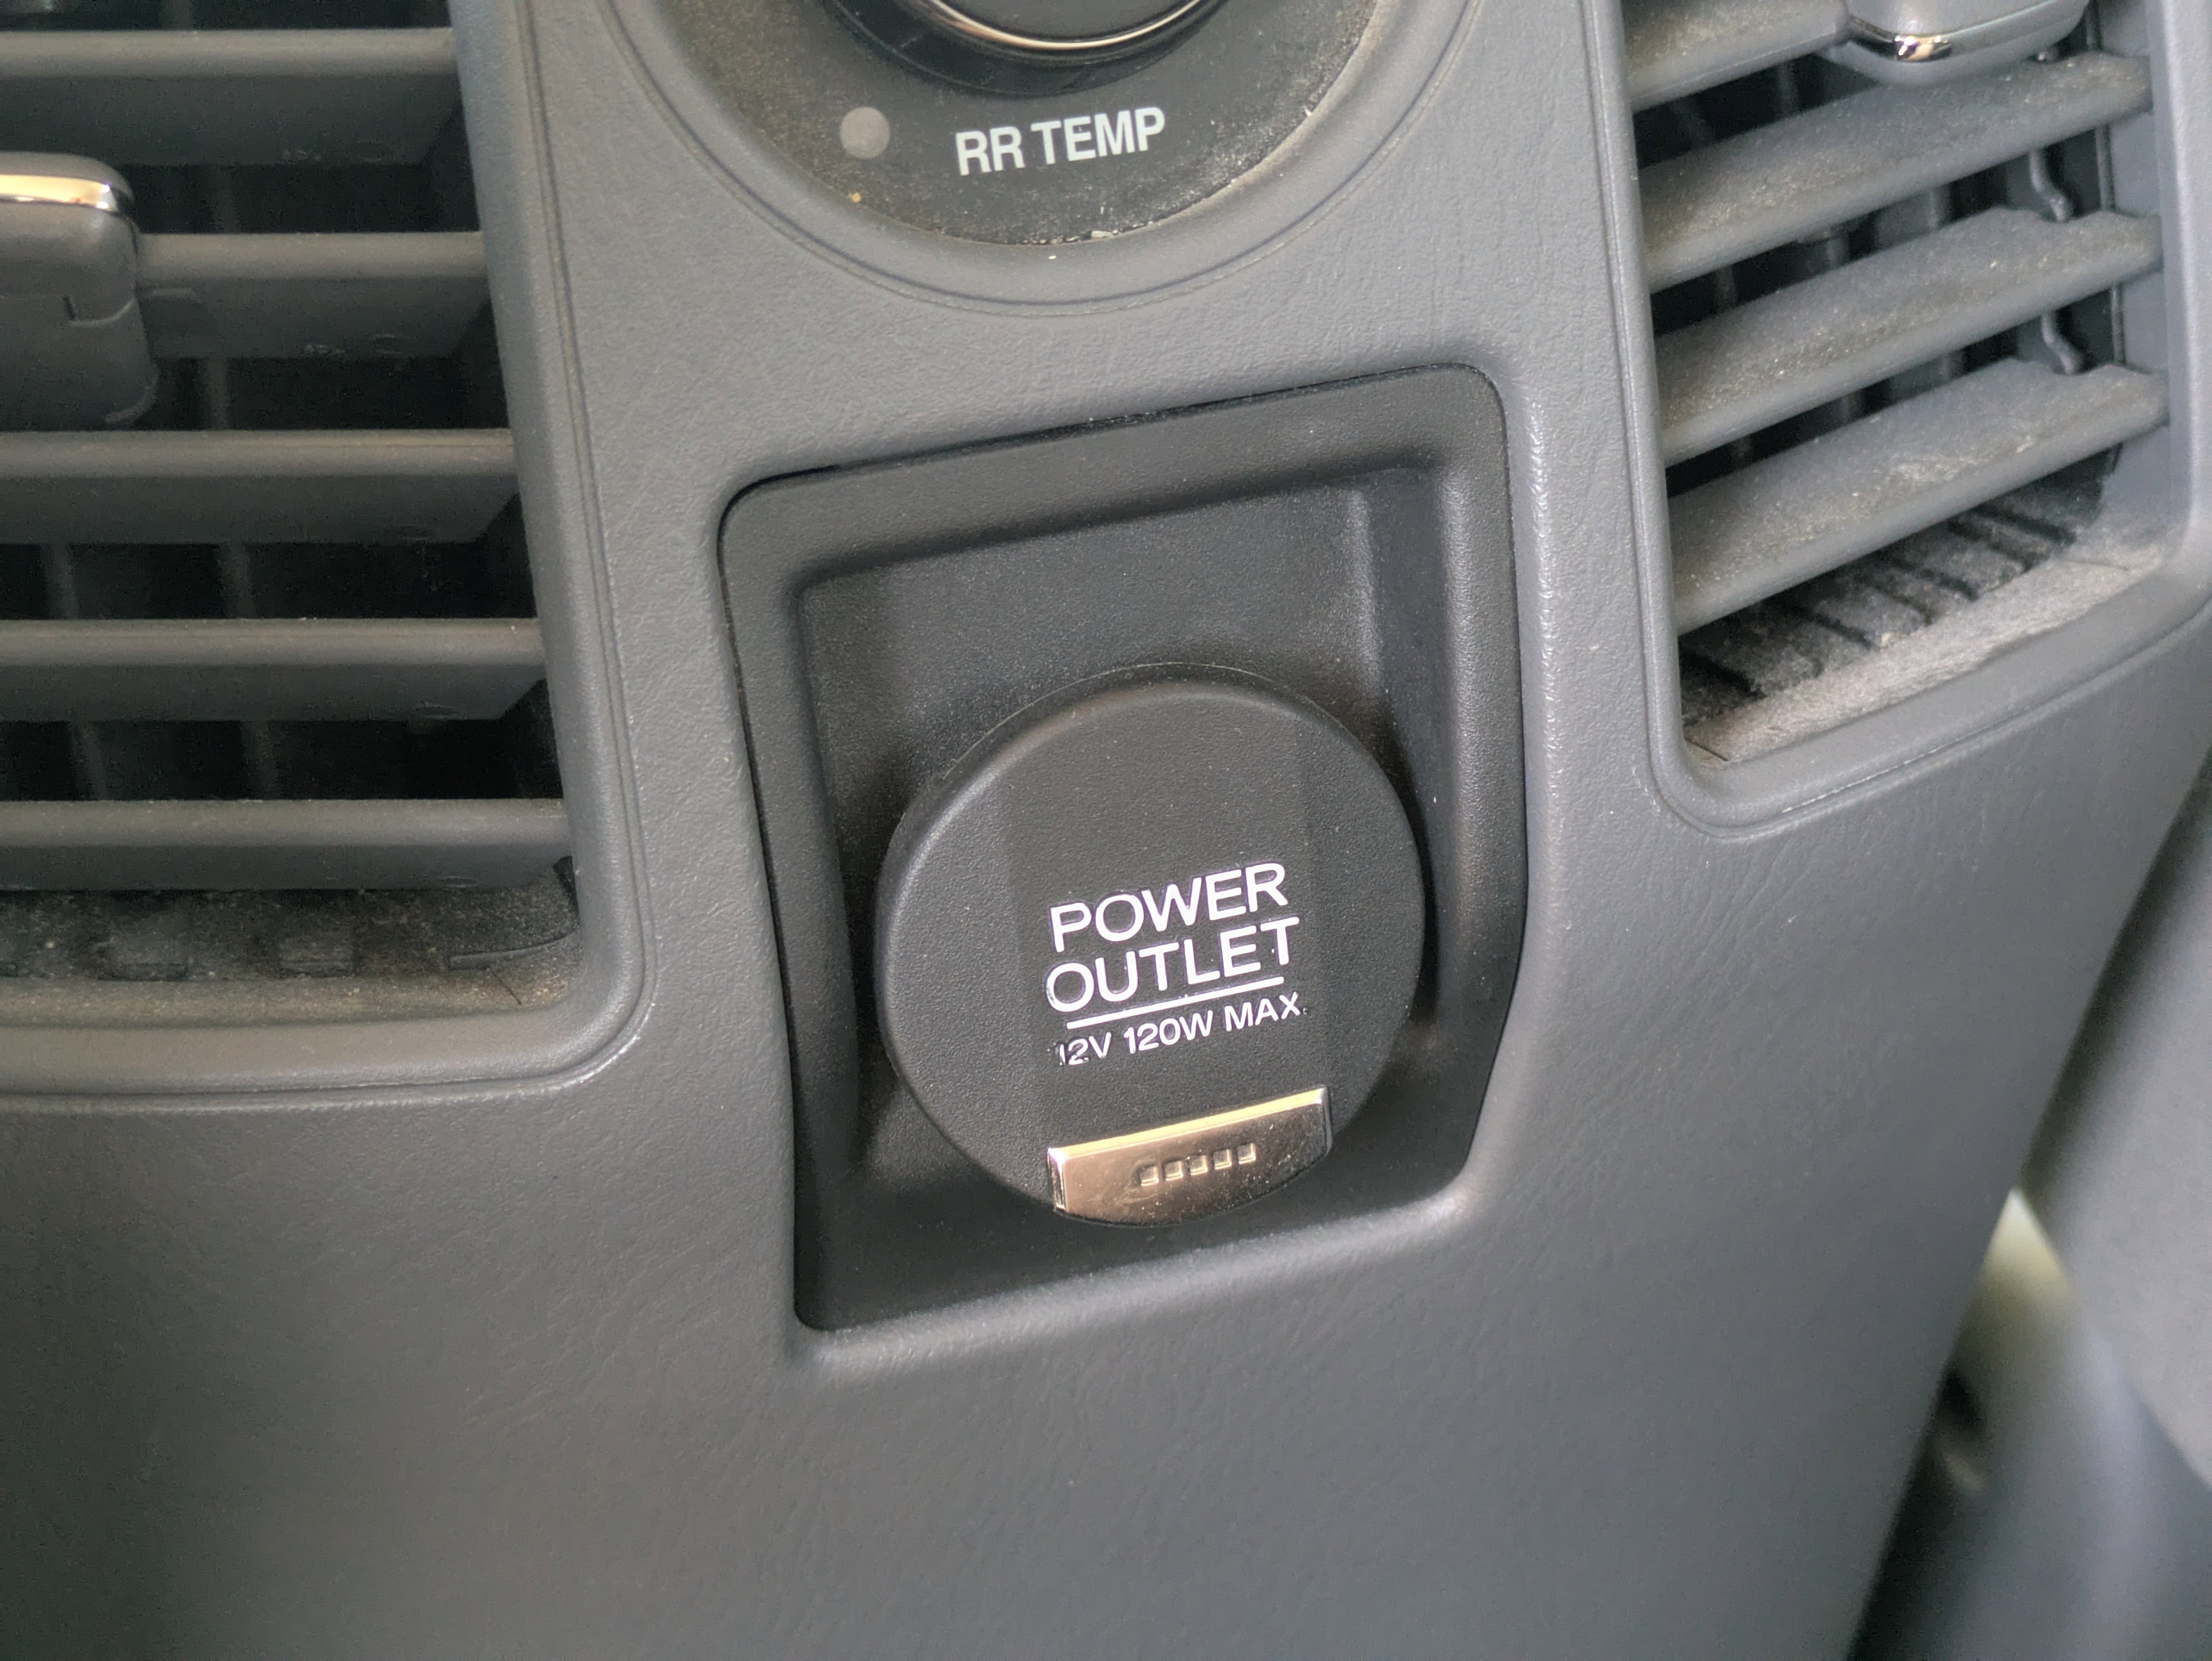 RR TEMP
POWER
OUTLET
12V 120W MAX.